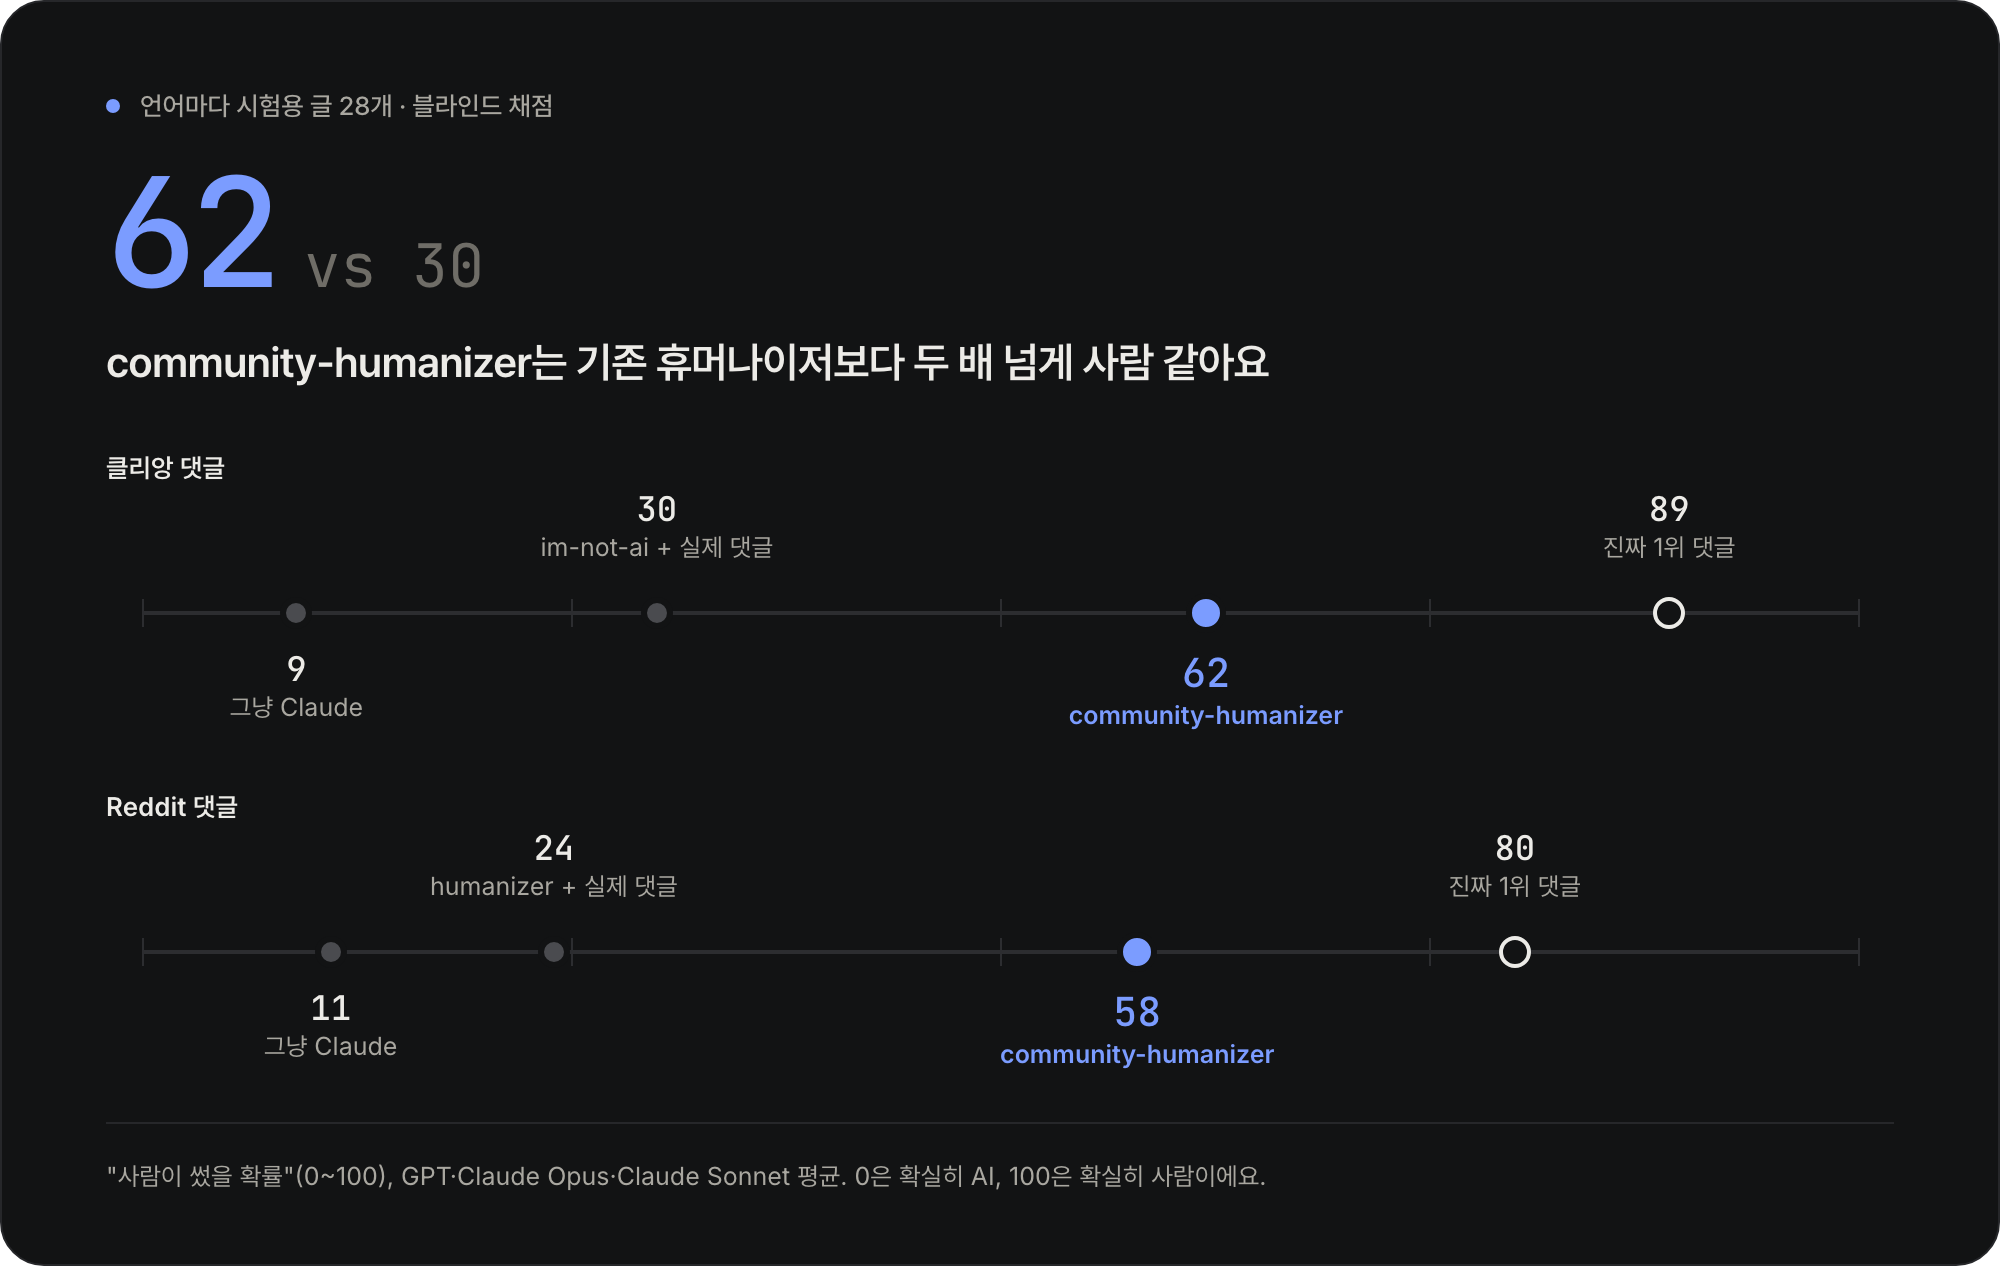 언어마다 시험용 글 28개 · 블라인드 채점
62 vs 30
community-humanizer는 기존 휴머나이저보다 두 배 넘게 사람 같아요
클리앙 댓글
30
im-not-ai + 실제 댓글
89
진짜 1위 댓글
9
그냥 Claude
62
community-humanizer
Reddit 댓글
24
humanizer + 실제 댓글
80
진짜 1위 댓글
11
그냥 Claude
58
community-humanizer
"사람이 썼을 확률"(0~100), GPT·Claude Opus·Claude Sonnet 평균. 0은 확실히 AI, 100은 확실히 사람이에요.